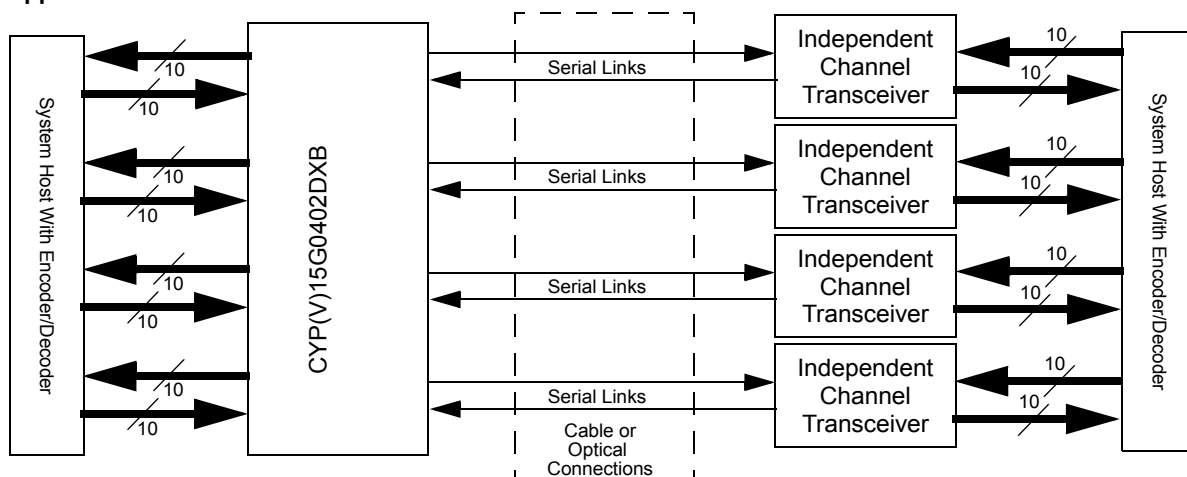 System Host With Encoder/Decoder
10
10
10
10
10
10
10
10
CYP(V)15G0402DXB
Serial Links
Serial Links
Serial Links
Serial Links
Cable or
Optical
Connections
Independent
Channel
Transceiver
Independent
Channel
Transceiver
Independent
Channel
Transceiver
Independent
Channel
Transceiver
10
10
10
10
10
10
10
10
System Host With Encoder/Decoder